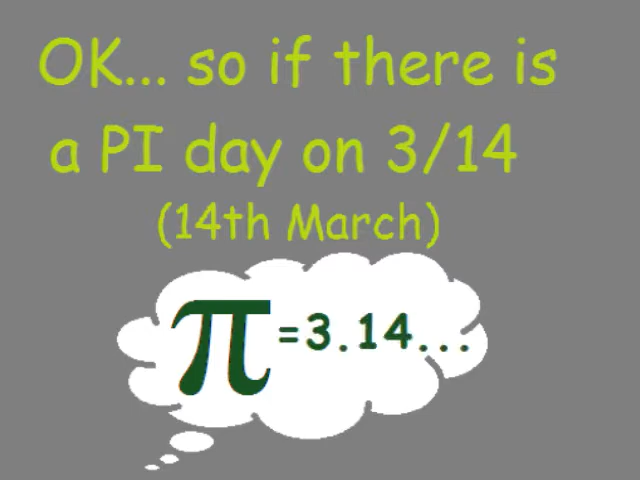 OK... so if there is
a PI day on 3/14
(14th March)
π=3.14...